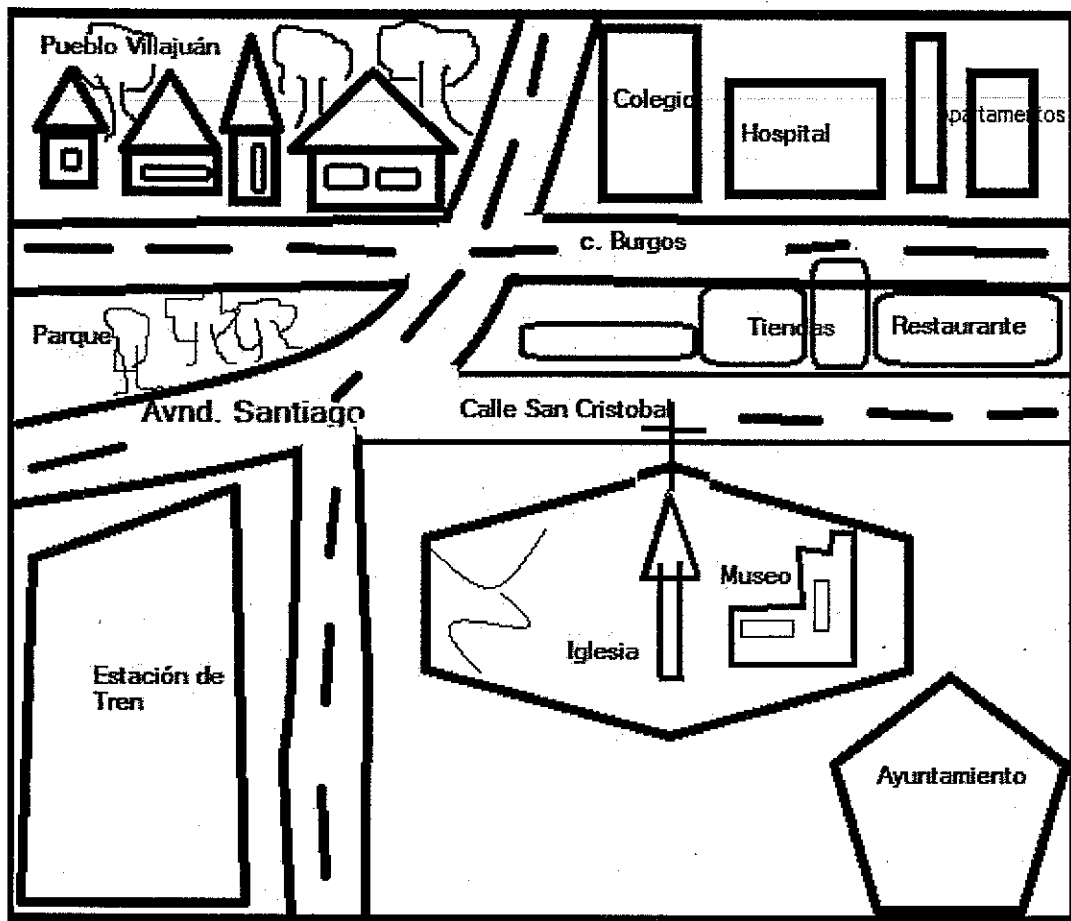 Pueblo Villajuán
Colegio
Hospital
apartamentos
c. Burgos
Parque
Tiendas
Restaurante
Avnd. Santiago
Calle San Cristobal
Museo
Iglesia
Estación de
Tren
Ayuntamiento